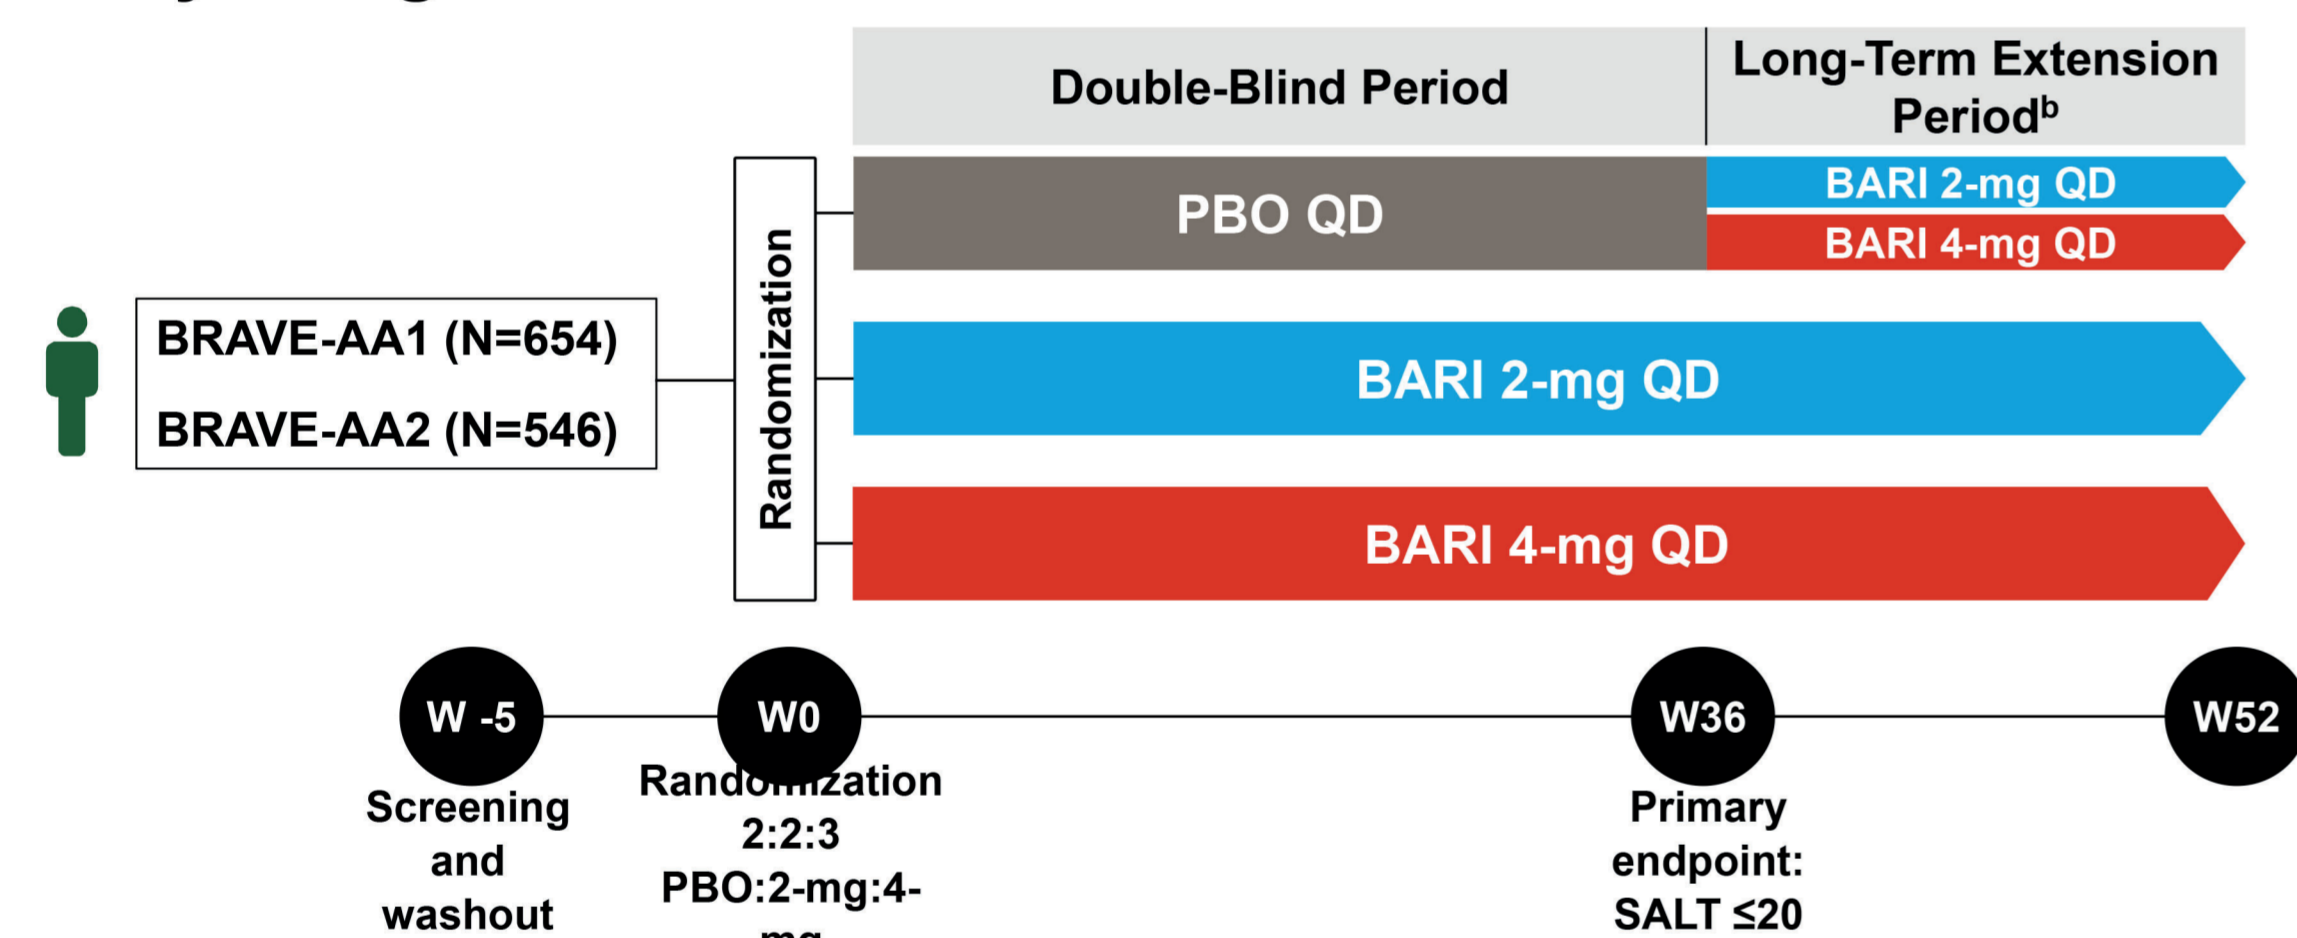 Double-Blind Period
Long-Term Extension
Periodᵇ
PBO QD
BARI 2-mg QD
BARI 4-mg QD
Randomization
BRAVE-AA1 (N=654)
BRAVE-AA2 (N=546)
BARI 2-mg QD
BARI 4-mg QD
W -5
W0
W36
W52
Screening
and
washout
Randomization
2:2:3
PBO:2-mg:4-
mg
Primary
endpoint:
SALT ≤20